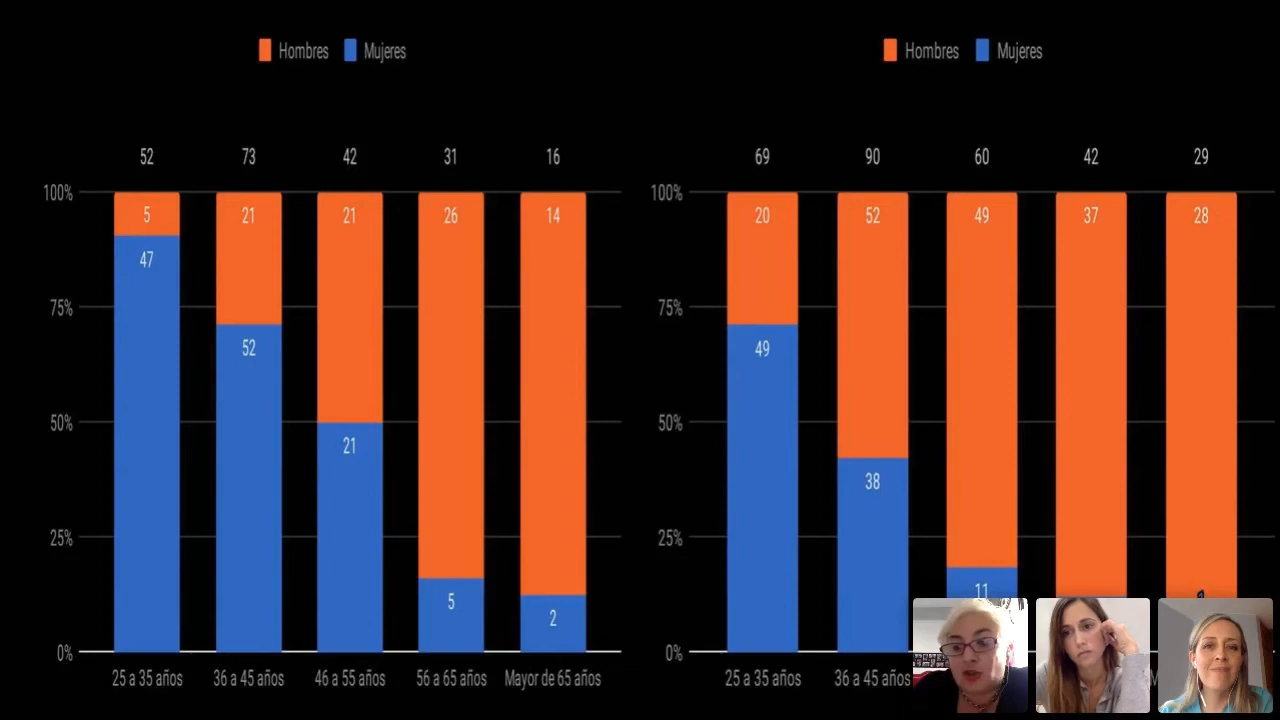 Hombres Mujeres
52 73 42 31 16
100%
5 21 21 26 14
47
75%
52
50%
21
25%
5
2
0%
25 a 35 años 36 a 45 años 46 a 55 años 56 a 65 años Mayor de 65 años
Hombres Mujeres
69 90 60 42 29
100%
20 52 49 37 28
75%
49
50%
38
25%
11
0%
25 a 35 años 36 a 45 años